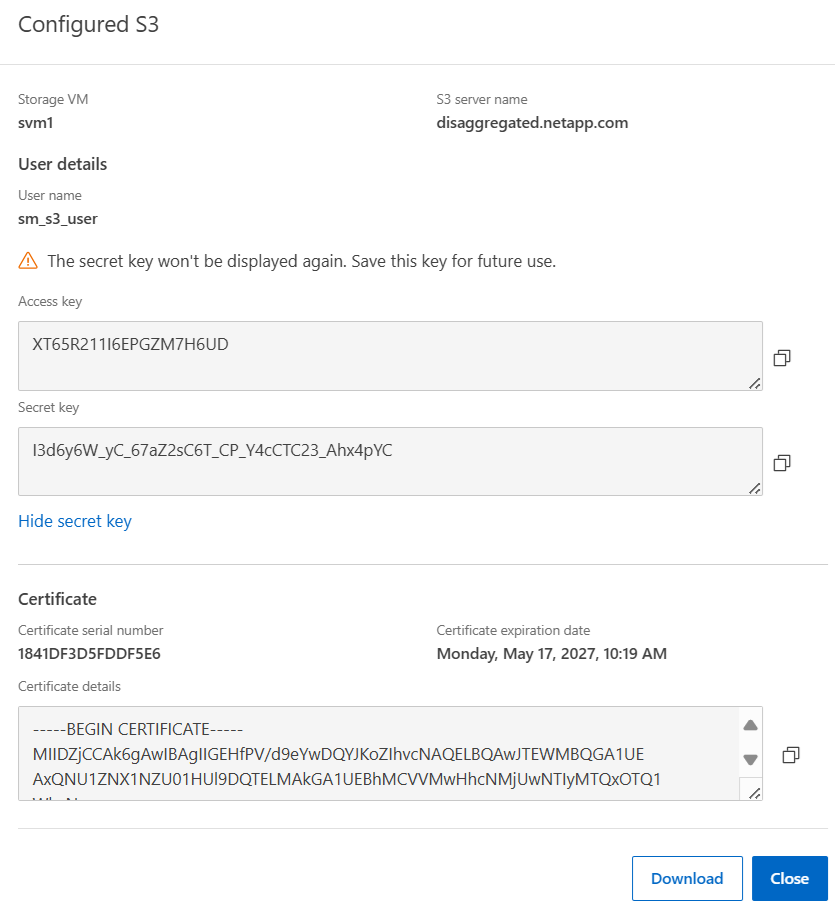 Configured S3
Storage VM
S3 server name
svm1
disaggregated.netapp.com
User details
User name
sm_s3_user
The secret key won't be displayed again. Save this key for future use.
Access key
XT65R211I6EPGZM7H6UD
Secret key
I3d6y6W_yC_67aZ2sC6T_CP_Y4cCTC23_Ahx4pYC
Hide secret key
Certificate
Certificate serial number
Certificate expiration date
1841DF3D5FDDF5E6
Monday, May 17, 2027, 10:19 AM
Certificate details
-----BEGIN CERTIFICATE-----
MIIDZjCCAk6gAwIBAgIIGEHfPV/d9eYwDQYJKoZIhvcNAQELBQAwJTEWMBQGA1UE
AxQNU1ZNX1NZU01HUl9DQTELMAkGA1UEBhMCVVMwHhcNMjUwNTIyMTQxOTQ1
Download
Close